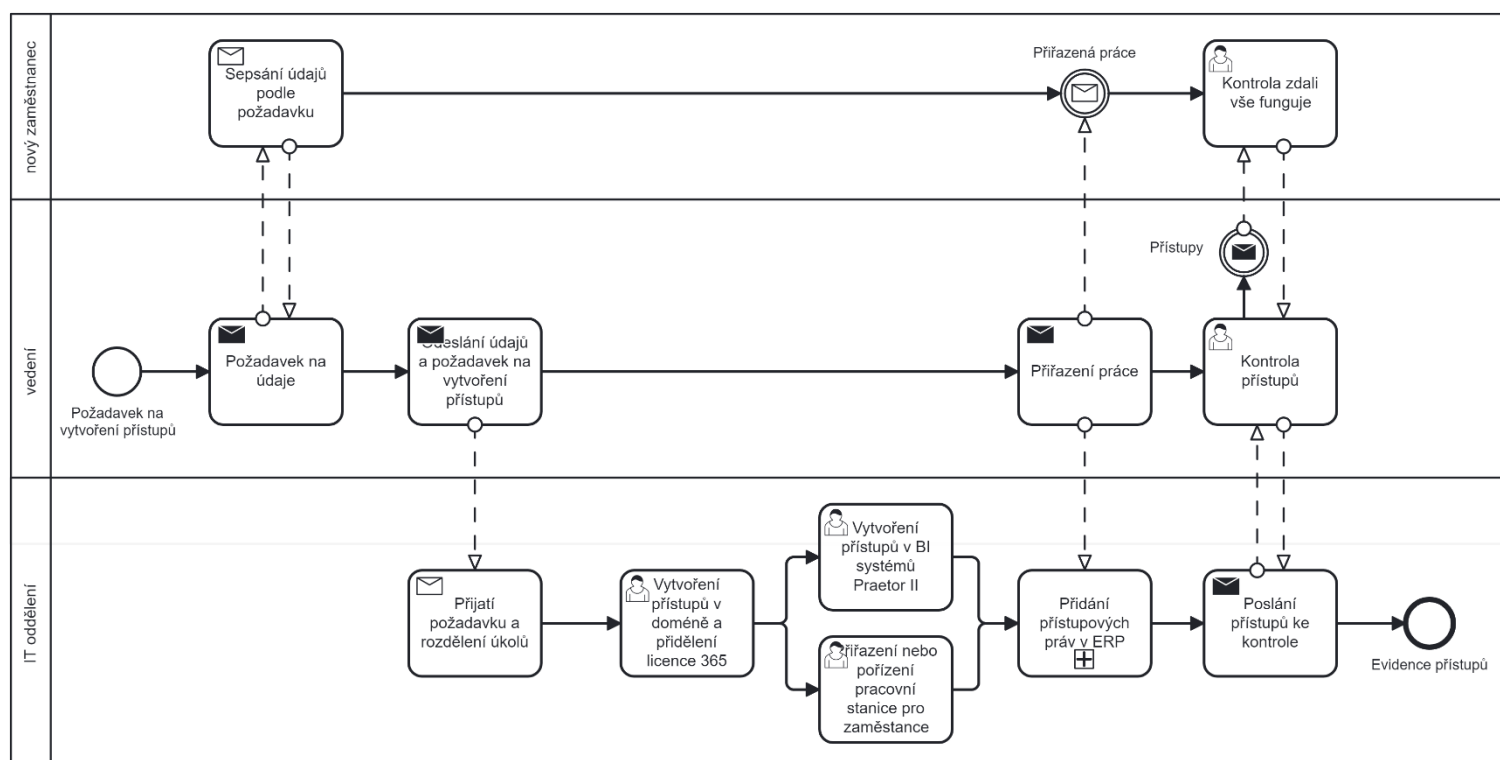 nový zaměstnanec
Sepsání údajů
podle
požadavku
Přiřazená práce
Kontrola zdali
vše funguje
vedení
Požadavek na
vytvoření přístupů
Požadavek na
údaje
údajů
a požadavek na
vytvoření
přístupů
Přiřazení práce
Přístupy
Kontrola
přístupů
IT oddělení
Přijatí
požadavku a
rozdělení úkolů
Vytvoření
přístupů v
doméně a
přidělení
licence 365
Vytvoření
přístupů v BI
systémů
Praetor II
nebo
pořízení
pracovní
stanice pro
zaměstance
Přidání
přístupových
práv v ERP
Poslání
přístupů ke
kontrole
Evidence přístupů